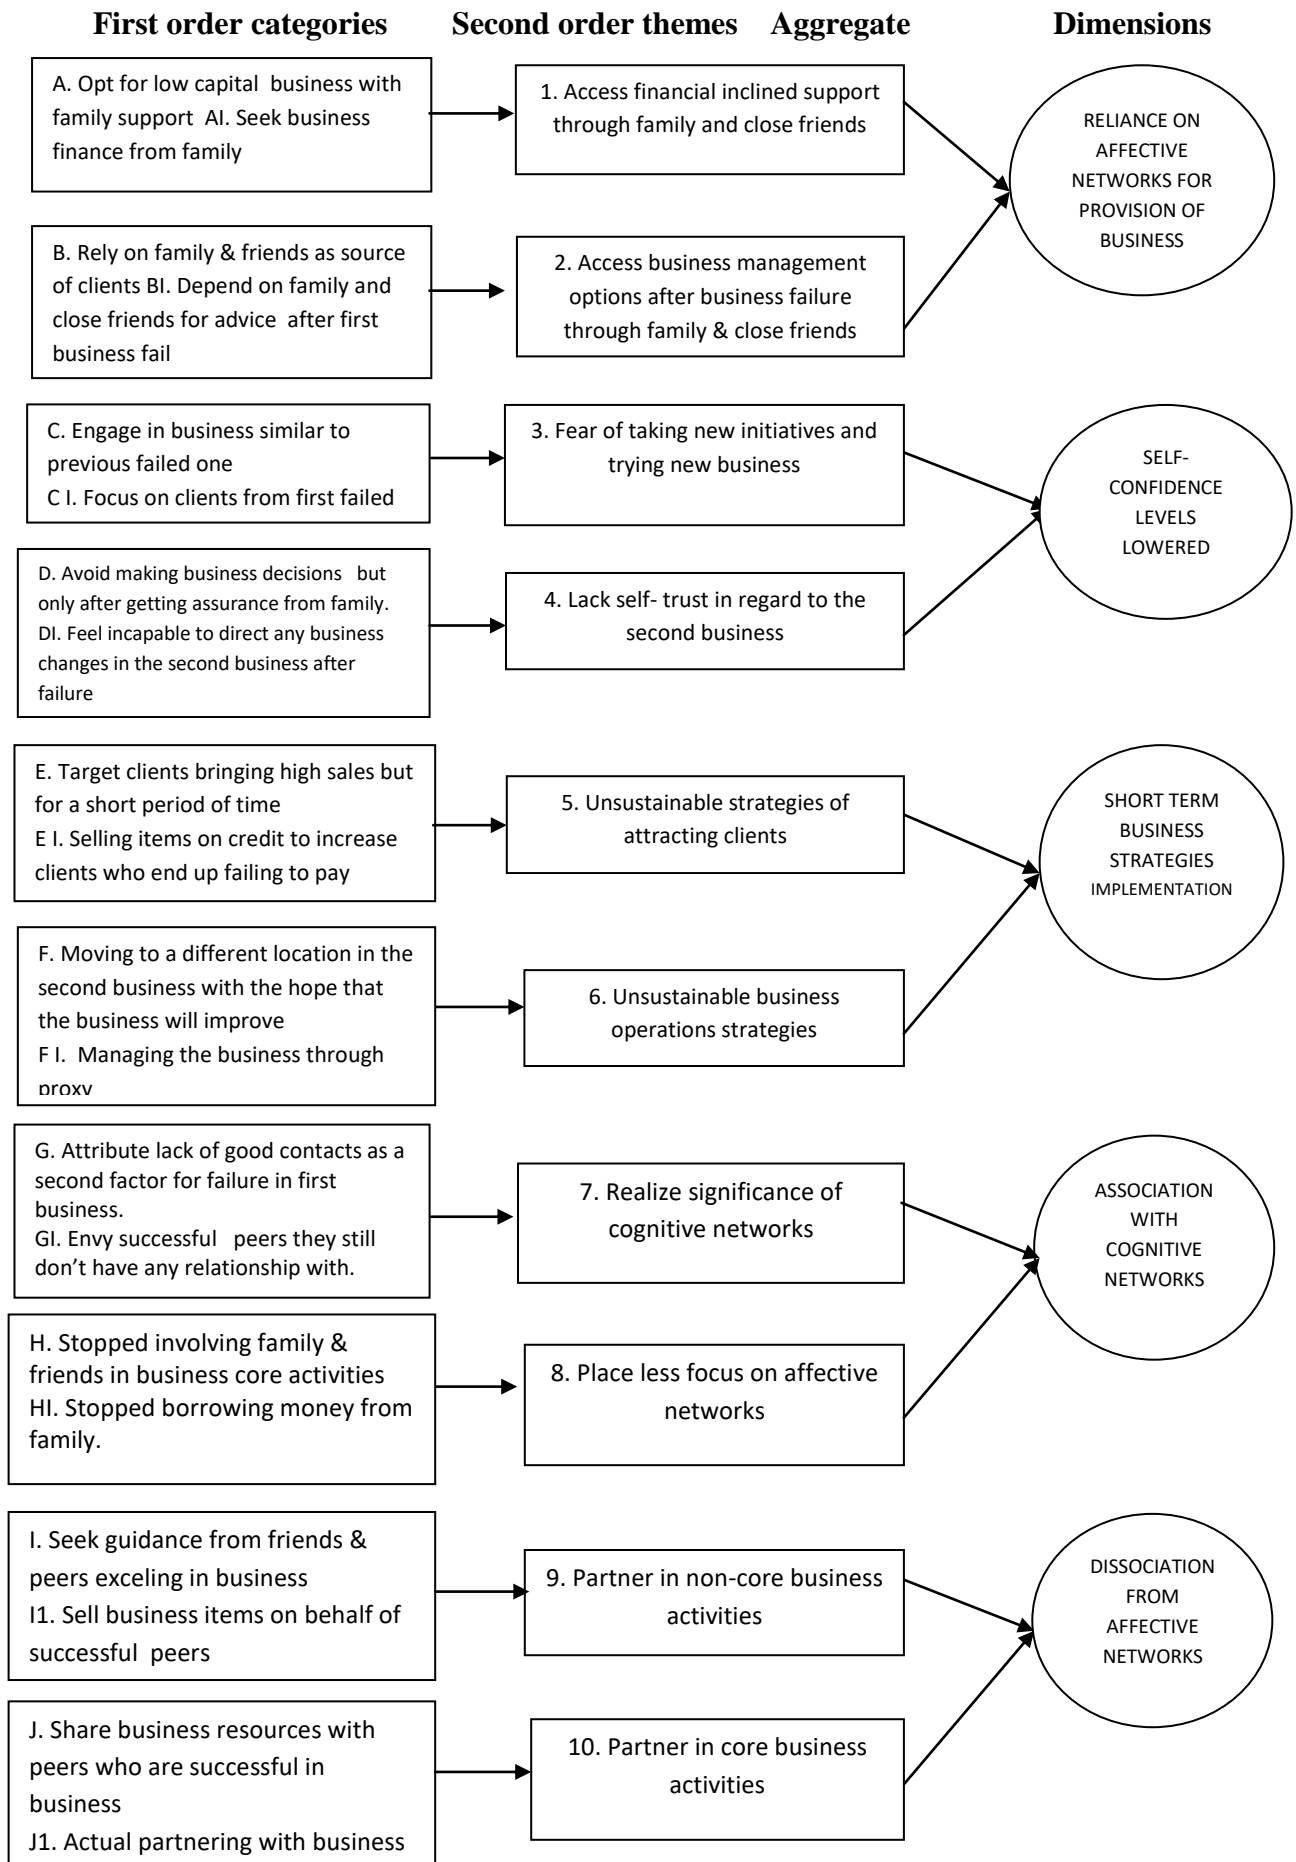 First order categories Second order themes Aggregate Dimensions
A. Opt for low capital business with
family support AI. Seek business
finance from family
1. Access financial inclined support
through family and close friends
RELIANCE ON
AFFECTIVE
NETWORKS FOR
PROVISION OF
BUSINESS
B. Rely on family & friends as source
of clients BI. Depend on family and
close friends for advice after first
business fail
2. Access business management
options after business failure
through family & close friends
C. Engage in business similar to
previous failed one
C I. Focus on clients from first failed
3. Fear of taking new initiatives and
trying new business
SELF-
CONFIDENCE
LEVELS
LOWERED
D. Avoid making business decisions but
only after getting assurance from family.
DI. Feel incapable to direct any business
changes in the second business after
failure
4. Lack self- trust in regard to the
second business
E. Target clients bringing high sales but
for a short period of time
E I. Selling items on credit to increase
clients who end up failing to pay
5. Unsustainable strategies of
attracting clients
SHORT TERM
BUSINESS
STRATEGIES
IMPLEMENTATION
F. Moving to a different location in the
second business with the hope that
the business will improve
F I. Managing the business through
proxy
6. Unsustainable business
operations strategies
G. Attribute lack of good contacts as a
second factor for failure in first
business.
GI. Envy successful peers they still
don't have any relationship with.
7. Realize significance of
cognitive networks
ASSOCIATION
WITH
COGNITIVE
NETWORKS
H. Stopped involving family &
friends in business core activities
HI. Stopped borrowing money from
family.
8. Place less focus on affective
networks
I. Seek guidance from friends &
peers exceling in business
I1. Sell business items on behalf of
successful peers
9. Partner in non-core business
activities
DISSOCIATION
FROM
AFFECTIVE
NETWORKS
J. Share business resources with
peers who are successful in
business
J1. Actual partnering with business
10. Partner in core business
activities